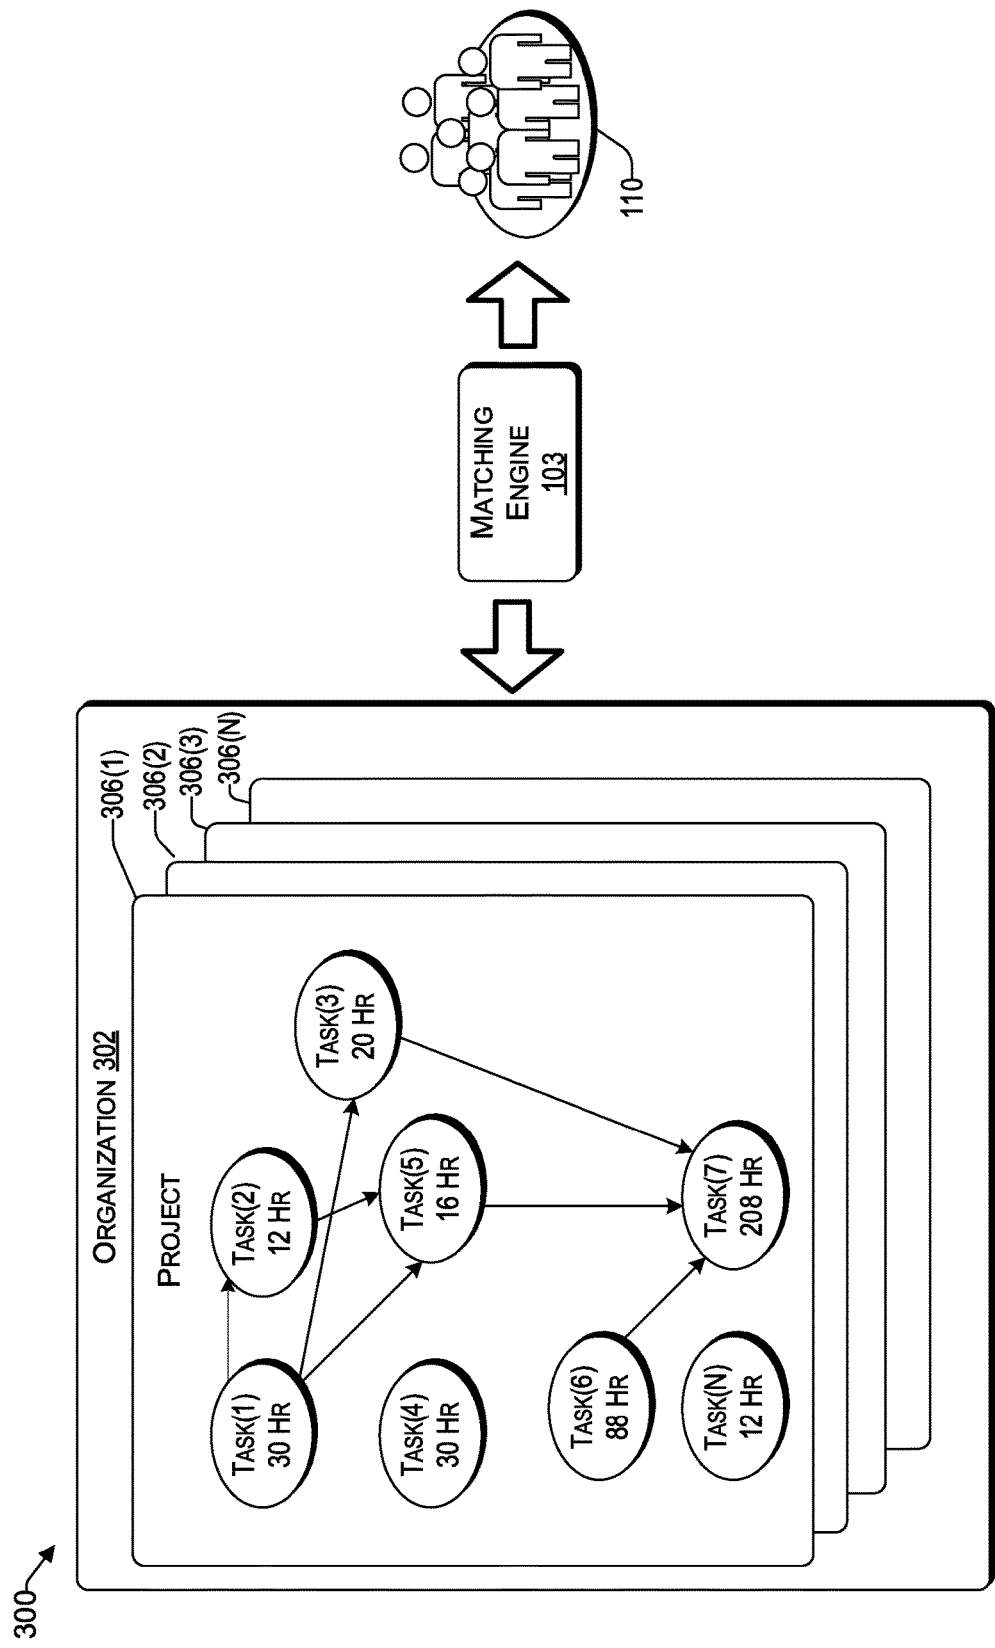 300
ORGANIZATION 302
PROJECT
306(1)
306(2)
306(3)
306(N)
TASK(1)
30 HR
TASK(2)
12 HR
TASK(3)
20 HR
TASK(4)
30 HR
TASK(5)
16 HR
TASK(6)
88 HR
TASK(7)
208 HR
TASK(N)
12 HR
MATCHING
ENGINE
103
110